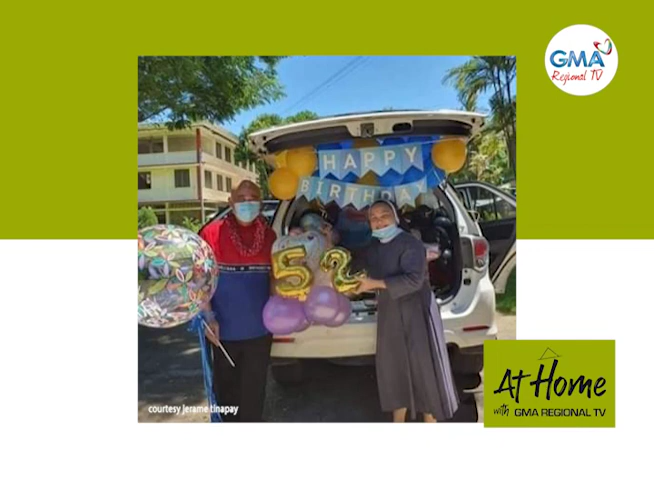 GMA
Regional TV
HAPPY
BIRTHDAY
52
courtesy jerame tinapay
At Home
with GMA REGIONAL TV